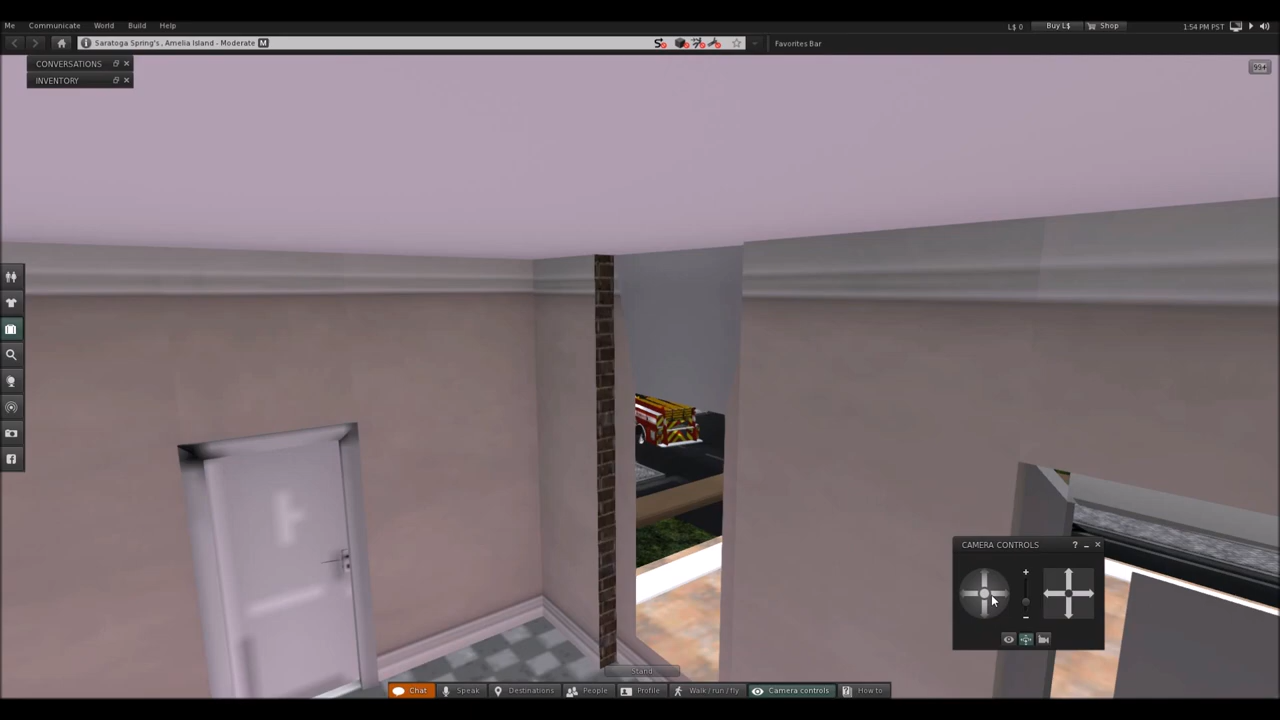 Me Communicate World Build Help L$ 0 Buy L$ Shop 1:54 PM PST
Saratoga Spring's , Amelia Island - Moderate M Favorites Bar
CONVERSATIONS
INVENTORY
99+
CAMERA CONTROLS ? 
Stand
Chat Speak Destinations People Profile Walk / run / fly Camera controls How to